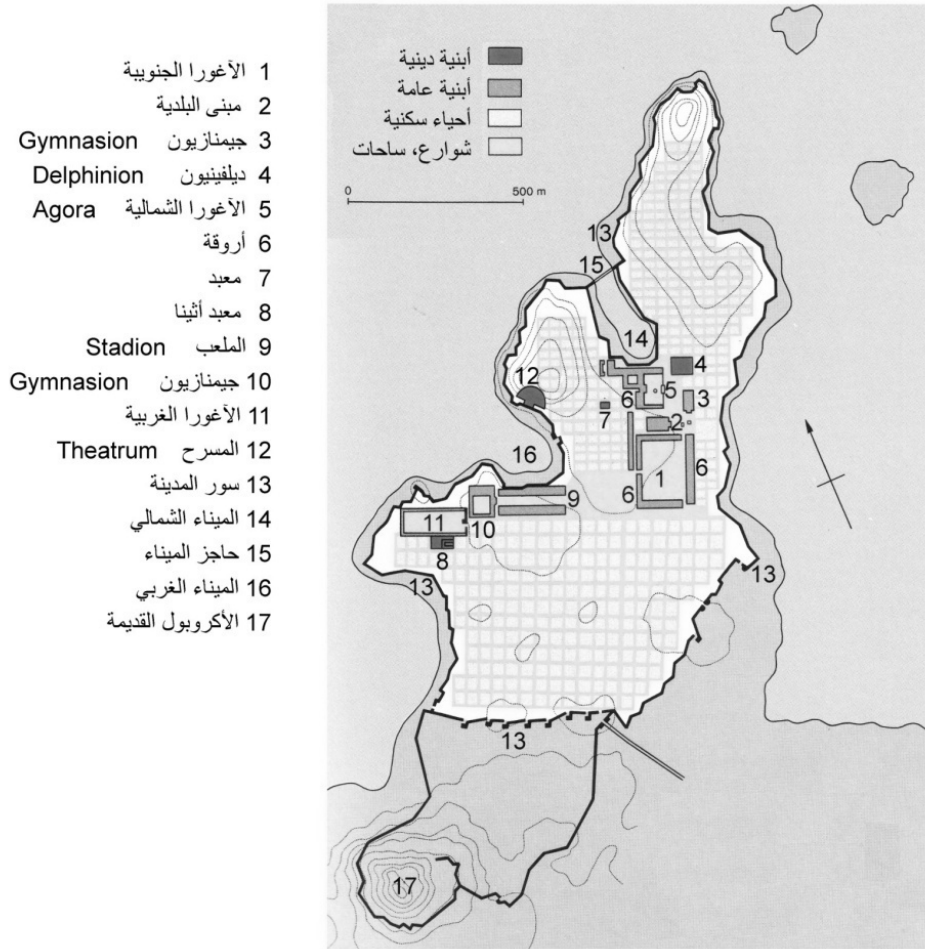 1 الآغورا الجنويبة
2 مبنى البلدية
3 جيمنازيون Gymnasion
4 ديلفينيون Delphinion
5 الآغورا الشمالية Agora
6 أروقة
7 معبد
8 معبد أثينا
9 الملعب Stadion
10 جيمنازيون Gymnasion
11 الآغورا الغربية
12 المسرح Theatrum
13 سور المدينة
14 الميناء الشمالي
15 حاجز الميناء
16 الميناء الغربي
17 الأكروبول القديمة
أبنية دينية
أبنية عامة
أحياء سكنية
شوارع، ساحات
0 500 m
13
15
14
12
4
5
3
6
7
2
16
1
6
6
9
11
10
8
13
13
13
17